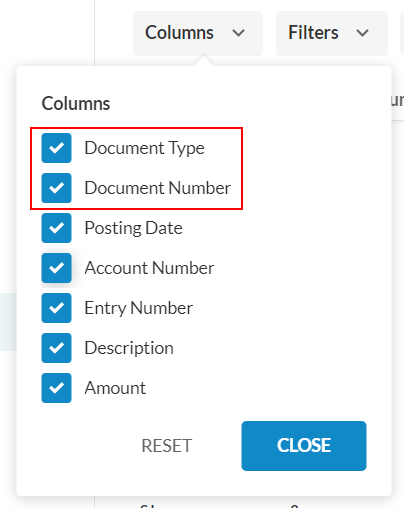 Columns
Filters
Columns
Document Type
Document Number
Posting Date
Account Number
Entry Number
Description
Amount
RESET
CLOSE